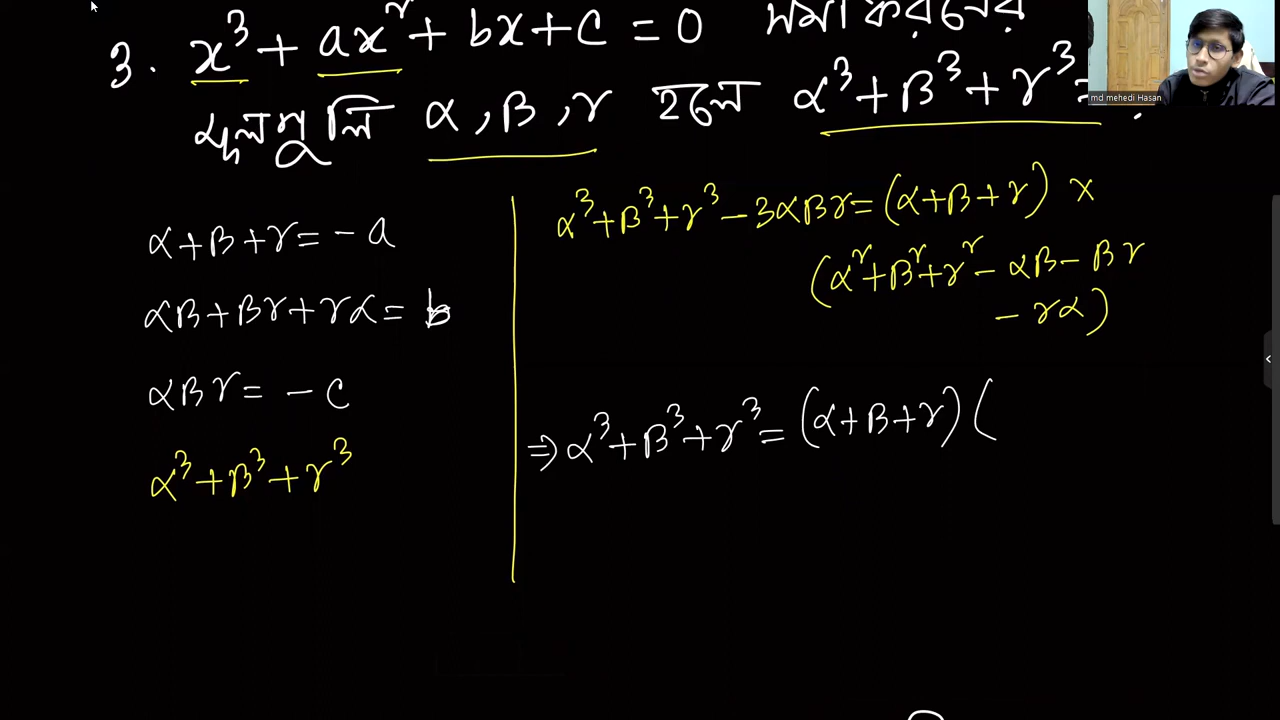 3. x³ + ax² + bx + c = 0 সমীকরণের
মূলগুলি α, β, γ হলে α³ + β³ + γ³ = ?
md mehedi Hasan
α + β + γ = - a
αβ + βγ + γα = b
αβγ = - c
α³ + β³ + γ³
α³ + β³ + γ³ - 3αβγ = (α + β + γ) ×
(α² + β² + γ² - αβ - βγ
- γα)
⇒ α³ + β³ + γ³ = (α + β + γ) (